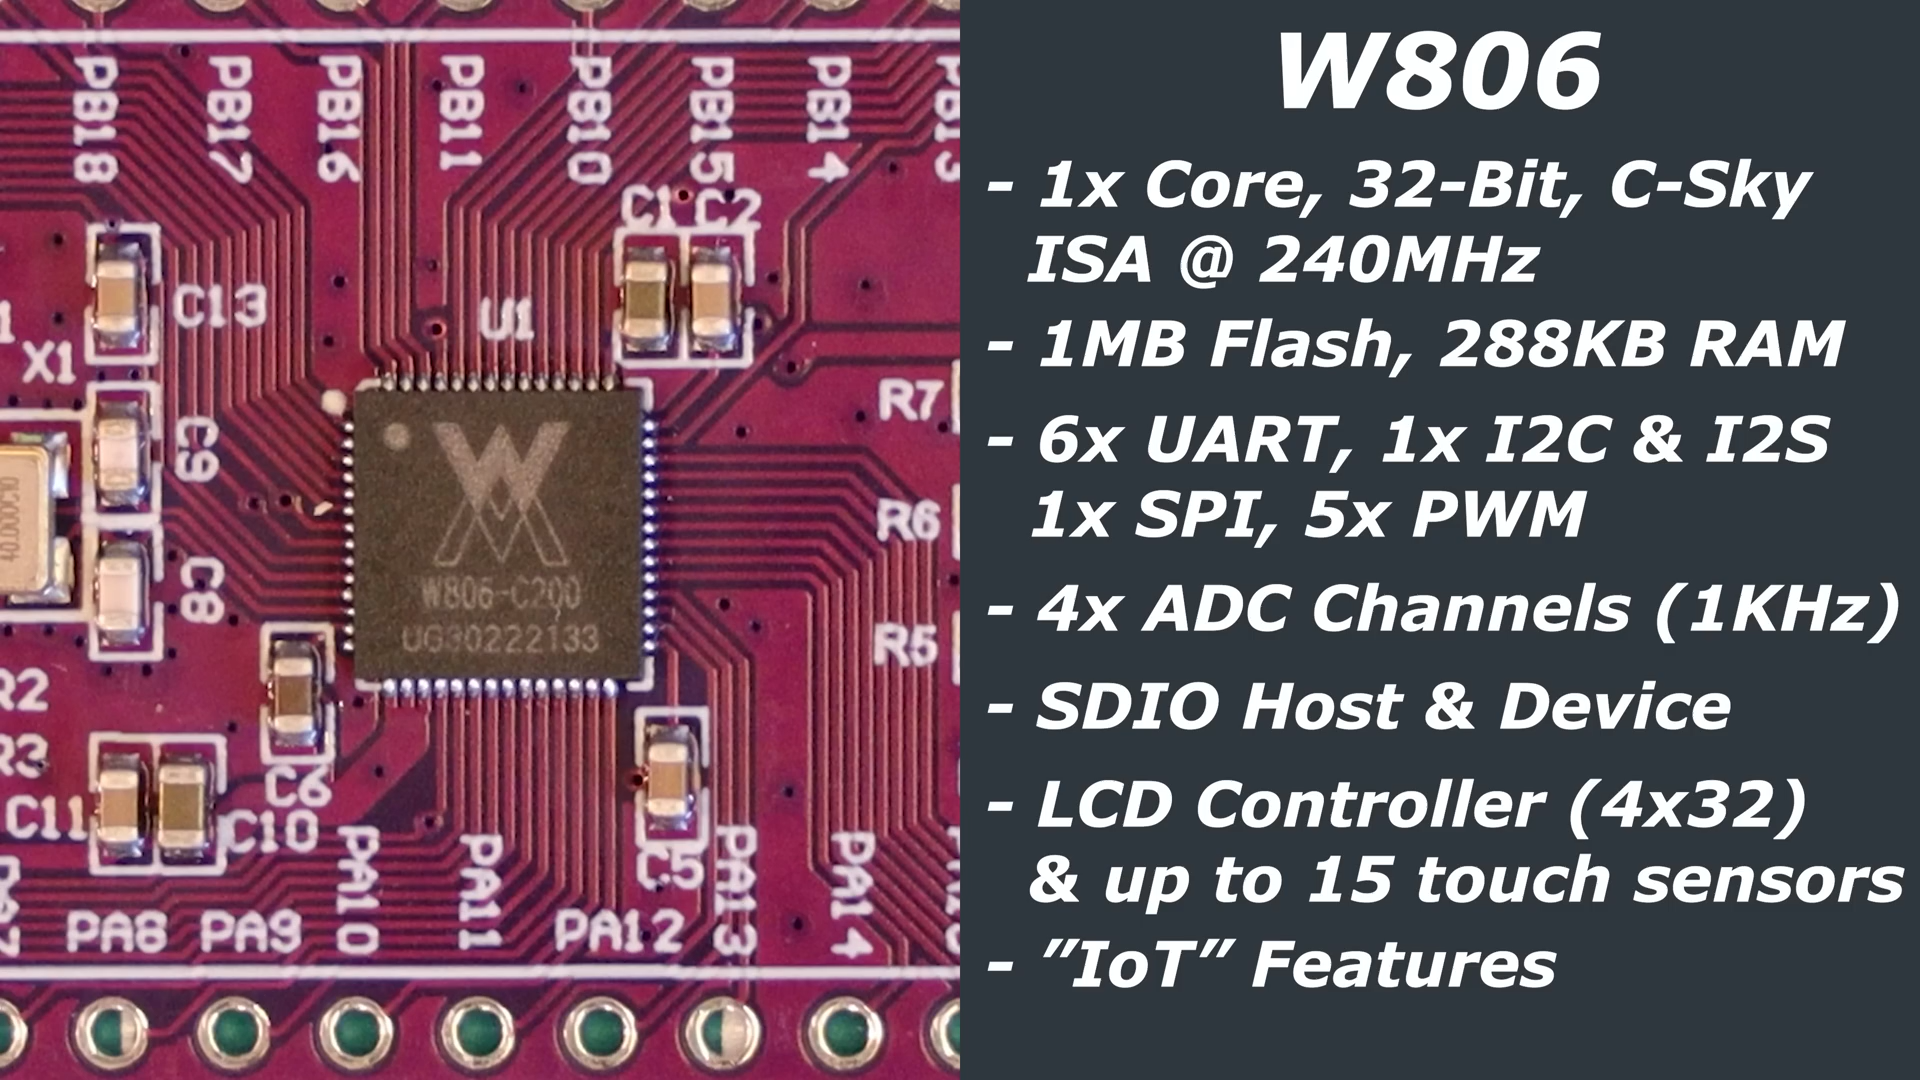 PB18
PB17
PB16
PB11
PB10
PB15
PB14
PB13
C1 C2
C13
U1
X1
R7
C9
R6
40.000C10
C8
W806-C200
UG30222133
R5
R2
R3
C6
C11
C10
C5
PA8
PA9
PA10
PA11
PA12
PA13
PA14
W806
- 1x Core, 32-Bit, C-Sky
ISA @ 240MHz
- 1MB Flash, 288KB RAM
- 6x UART, 1x I2C & I2S
1x SPI, 5x PWM
- 4x ADC Channels (1KHz)
- SDIO Host & Device
- LCD Controller (4x32)
& up to 15 touch sensors
- "IoT" Features